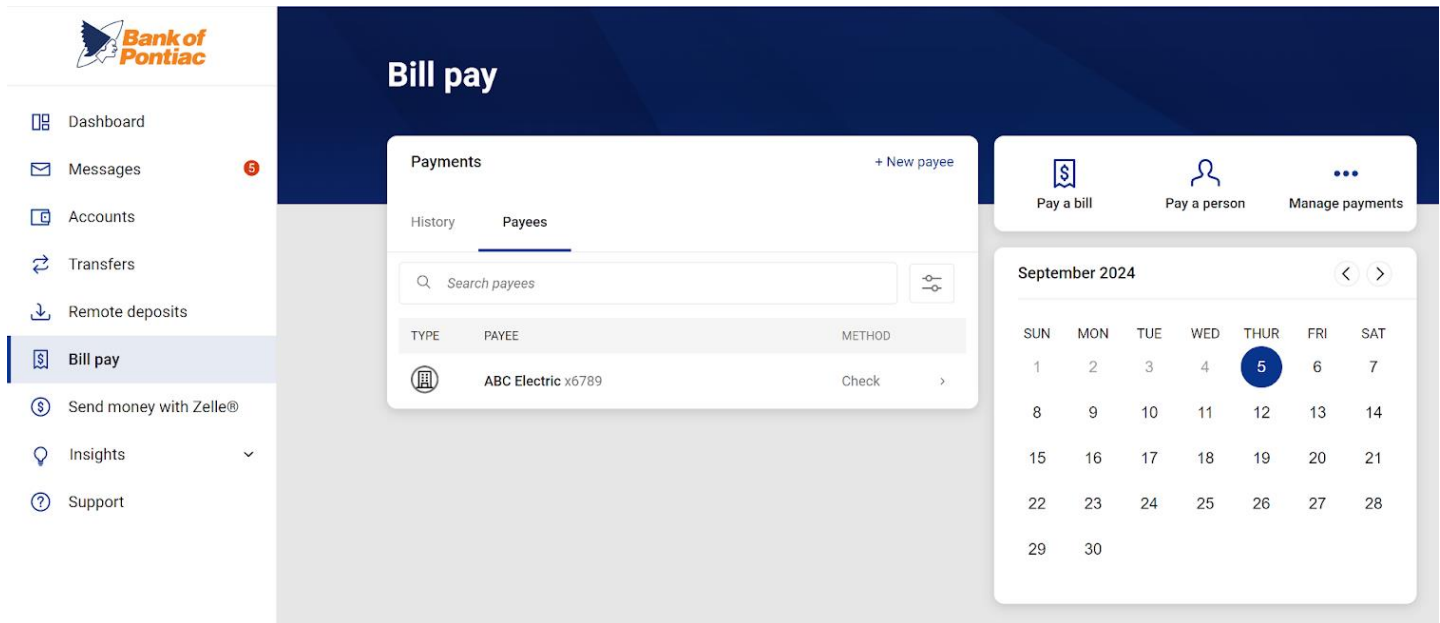 Bank of
Pontiac
Dashboard
Messages 5
Accounts
Transfers
Remote deposits
Bill pay
Send money with Zelle®
Insights
Support
Bill pay
Payments + New payee
History Payees
Search payees
TYPE PAYEE METHOD
ABC Electric x6789 Check
Pay a bill Pay a person Manage payments
September 2024
SUN MON TUE WED THUR FRI SAT
1 2 3 4 5 6 7
8 9 10 11 12 13 14
15 16 17 18 19 20 21
22 23 24 25 26 27 28
29 30